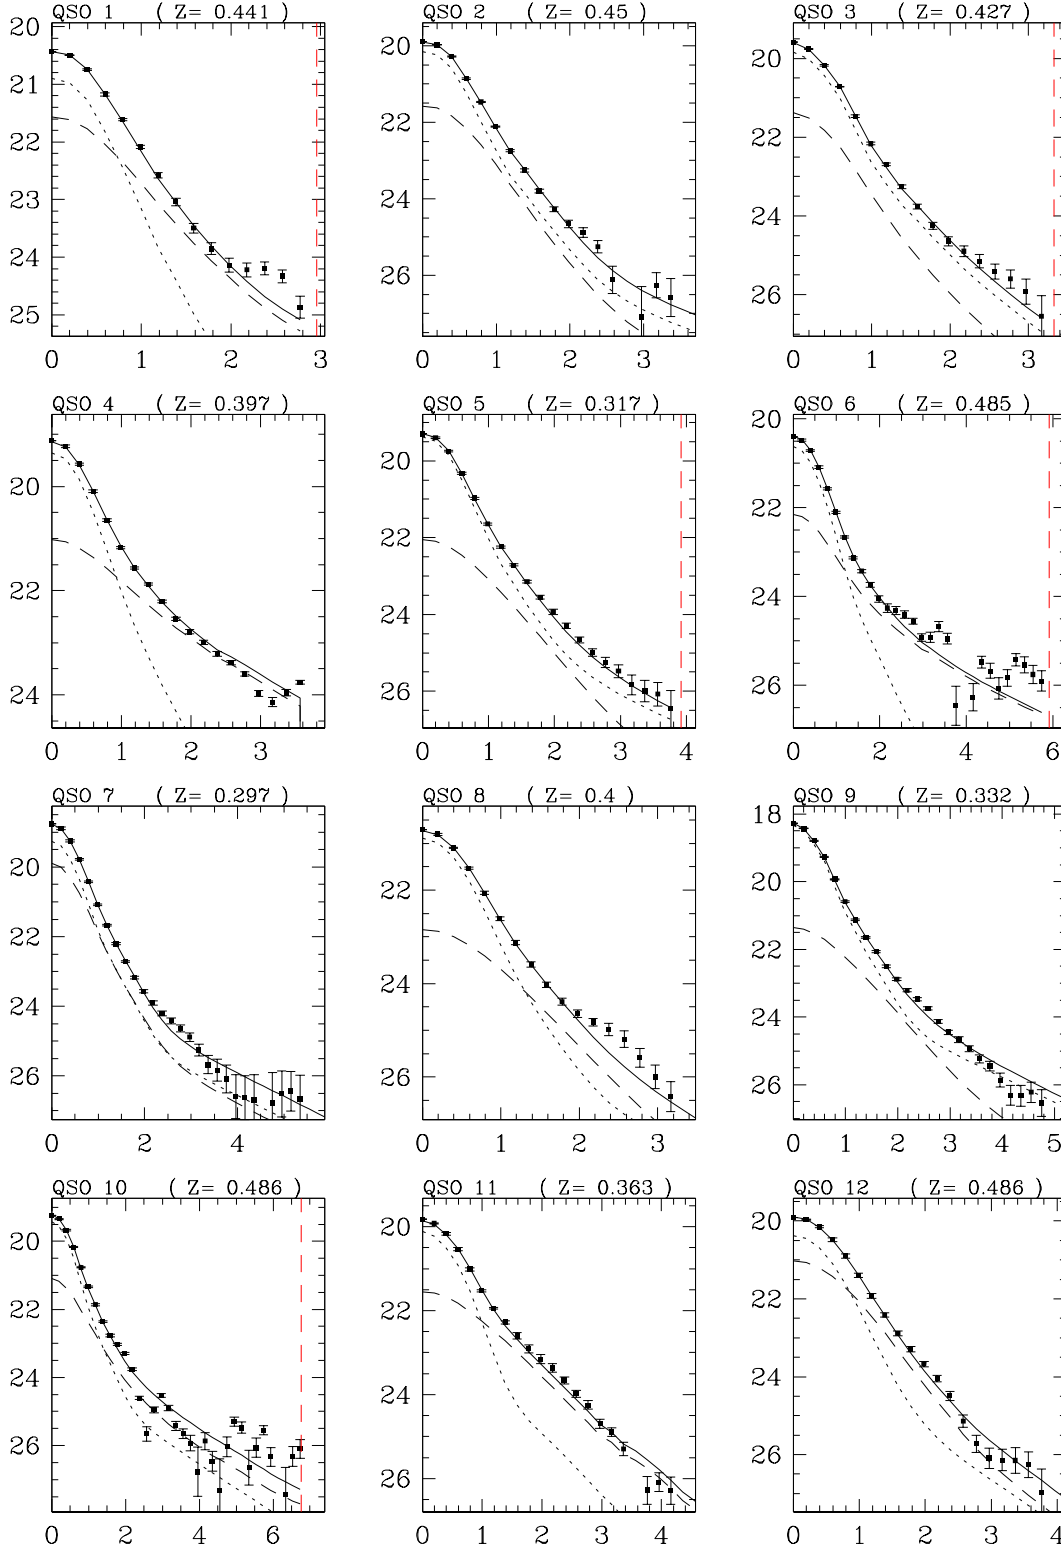 QSO 1 ( Z= 0.441 )
20
21
22
23
24
25
0 1 2 3
QSO 2 ( Z= 0.45 )
20
22
24
26
0 1 2 3
QSO 3 ( Z= 0.427 )
20
22
24
26
0 1 2 3
QSO 4 ( Z= 0.397 )
20
22
24
0 1 2 3
QSO 5 ( Z= 0.317 )
20
22
24
26
0 1 2 3 4
QSO 6 ( Z= 0.485 )
20
22
24
26
0 2 4 6
QSO 7 ( Z= 0.297 )
20
22
24
26
0 2 4
QSO 8 ( Z= 0.4 )
22
24
26
0 1 2 3
QSO 9 ( Z= 0.332 )
18
20
22
24
26
0 1 2 3 4 5
QSO 10 ( Z= 0.486 )
20
22
24
26
0 2 4 6
QSO 11 ( Z= 0.363 )
20
22
24
26
0 1 2 3 4
QSO 12 ( Z= 0.486 )
20
22
24
26
0 1 2 3 4